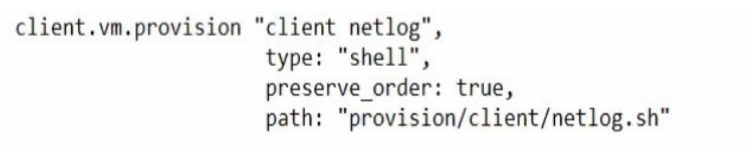 client.vm.provision "client netlog",
type: "shell",
preserve_order: true,
path: "provision/client/netlog.sh"